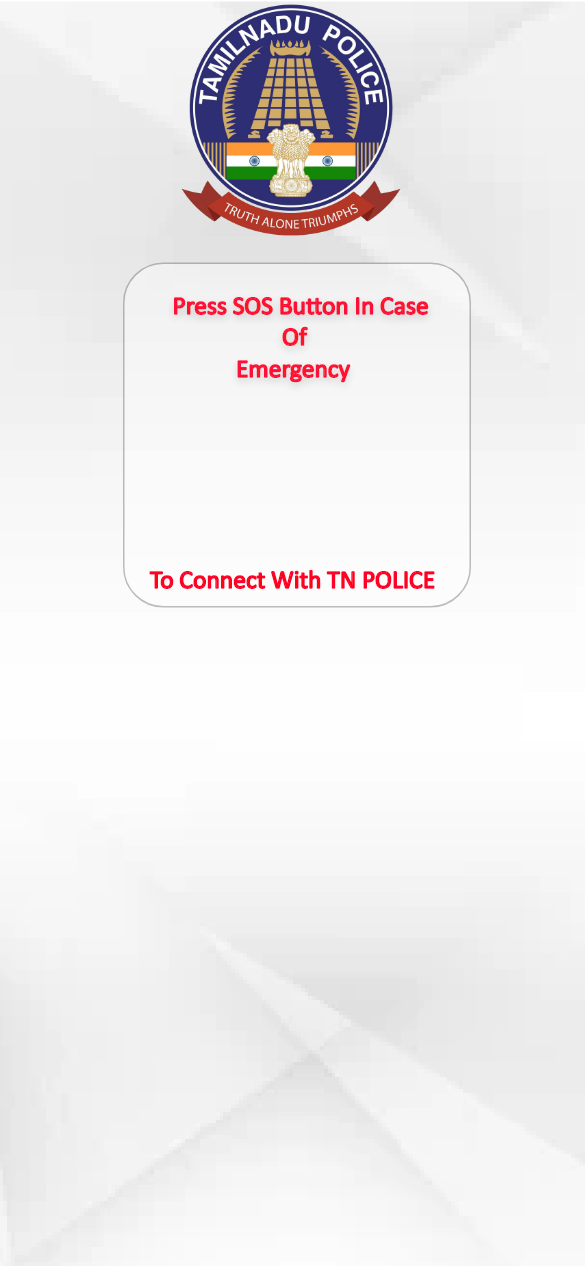 TAMILNADU POLICE
TRUTH ALONE TRIUMPHS
Press SOS Button In Case
Of
Emergency
To Connect With TN POLICE